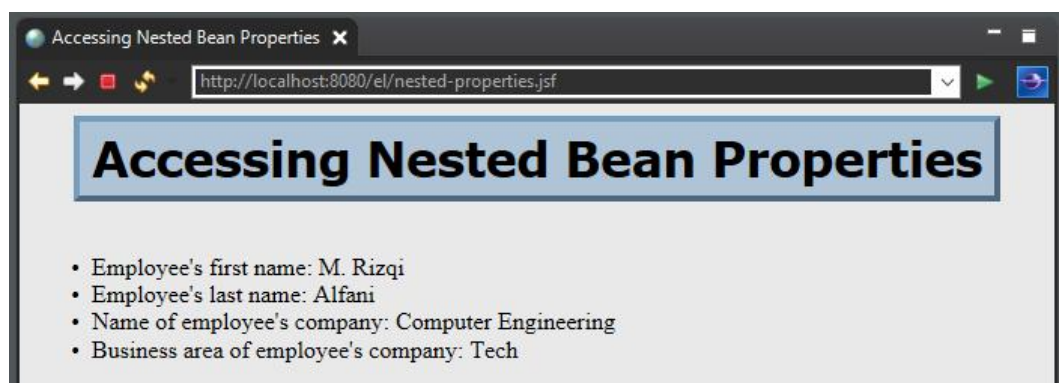 Accessing Nested Bean Properties
http://localhost:8080/el/nested-properties.jsf
Accessing Nested Bean Properties
• Employee's first name: M. Rizqi
• Employee's last name: Alfani
• Name of employee's company: Computer Engineering
• Business area of employee's company: Tech